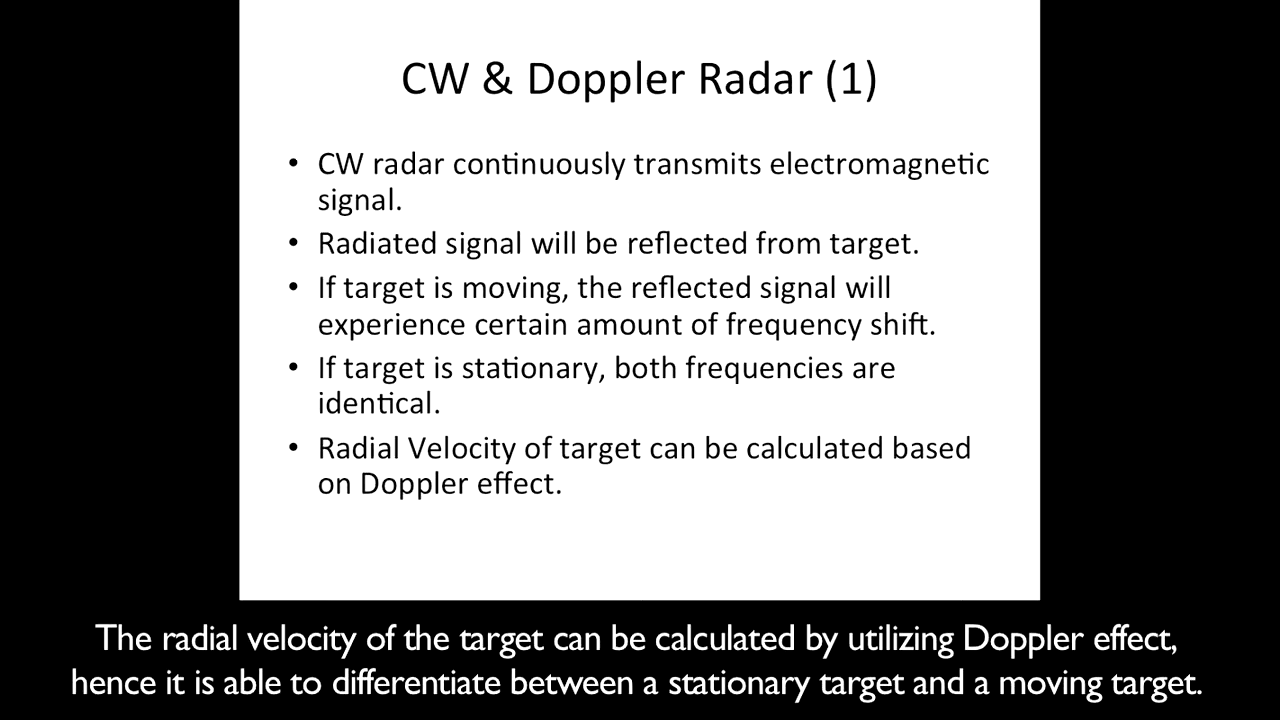 CW & Doppler Radar (1)
• CW radar continuously transmits electromagnetic
signal.
• Radiated signal will be reflected from target.
• If target is moving, the reflected signal will
experience certain amount of frequency shift.
• If target is stationary, both frequencies are
identical.
• Radial Velocity of target can be calculated based
on Doppler effect.
The radial velocity of the target can be calculated by utilizing Doppler effect,
hence it is able to differentiate between a stationary target and a moving target.